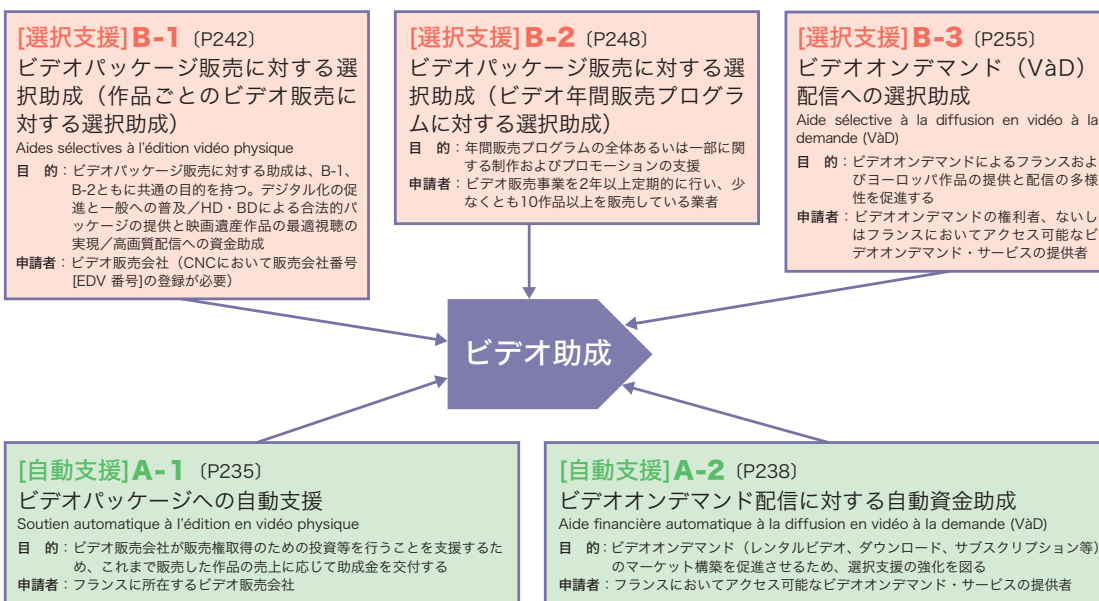 [選択支援]B-1〔P242〕
ビデオパッケージ販売に対する選
択助成（作品ごとのビデオ販売に
対する選択助成）
Aides sélectives à l'édition vidéo physique
目　的：ビデオパッケージ販売に対する助成は、B-1、
B-2ともに共通の目的を持つ。デジタル化の促
進と一般への普及／HD・BDによる合法的パ
ッケージの提供と映画遺産作品の最適視聴の
実現／高画質配信への資金助成
申請者：ビデオ販売会社（CNCにおいて販売会社番号
[EDV 番号]の登録が必要）
[選択支援]B-2〔P248〕
ビデオパッケージ販売に対する選
択助成（ビデオ年間販売プログラ
ムに対する選択助成）
目　的：年間販売プログラムの全体あるいは一部に関
する制作およびプロモーションの支援
申請者：ビデオ販売事業を2年以上定期的に行い、少
なくとも10作品以上を販売している業者
[選択支援]B-3〔P255〕
ビデオオンデマンド（VàD）
配信への選択助成
Aide sélective à la diffusion en vidéo à la
demande (VàD)
目　的：ビデオオンデマンドによるフランスおよ
びヨーロッパ作品の提供と配信の多様
性を促進する
申請者：ビデオオンデマンドの権利者、ないし
はフランスにおいてアクセス可能なビ
デオオンデマンド・サービスの提供者
ビデオ助成
[自動支援]A-1〔P235〕
ビデオパッケージへの自動支援
Soutien automatique à l'édition en vidéo physique
目　的：ビデオ販売会社が販売権取得のための投資等を行うことを支援するた
め、これまで販売した作品の売上に応じて助成金を交付する
申請者：フランスに所在するビデオ販売会社
[自動支援]A-2〔P238〕
ビデオオンデマンド配信に対する自動資金助成
Aide financière automatique à la diffusion en vidéo à la demande (VàD)
目　的：ビデオオンデマンド（レンタルビデオ、ダウンロード、サブスクリプション等）
のマーケット構築を促進させるため、選択支援の強化を図る
申請者：フランスにおいてアクセス可能なビデオオンデマンド・サービスの提供者